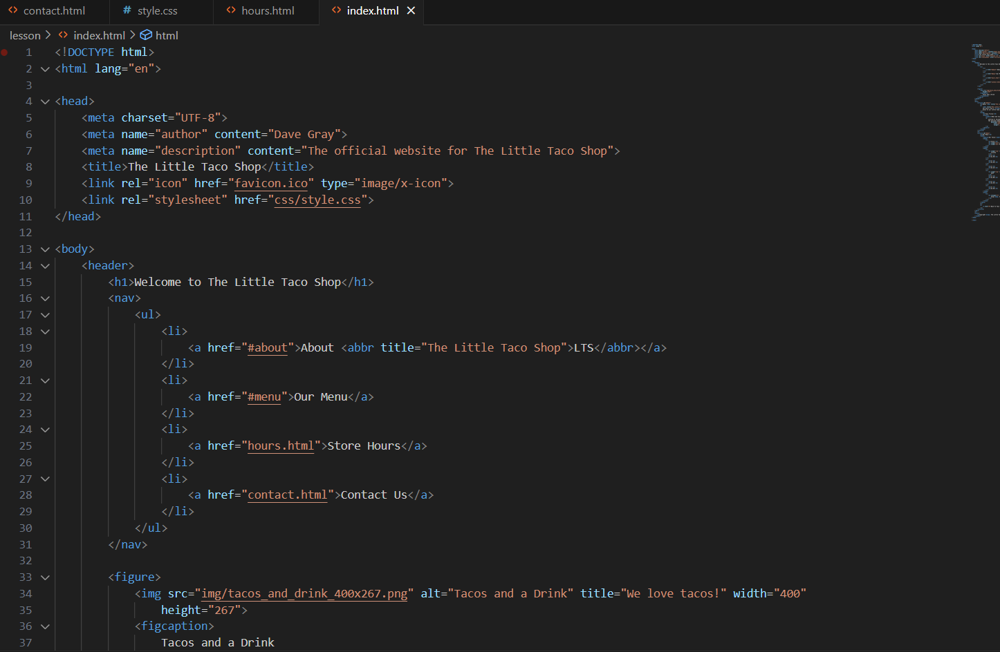 contact.html # style.css hours.html index.html
lesson > index.html > html
1 <!DOCTYPE html>
2 <html lang="en">
3
4 <head>
5 <meta charset="UTF-8">
6 <meta name="author" content="Dave Gray">
7 <meta name="description" content="The official website for The Little Taco Shop">
8 <title>The Little Taco Shop</title>
9 <link rel="icon" href="favicon.ico" type="image/x-icon">
10 <link rel="stylesheet" href="css/style.css">
11 </head>
12
13 <body>
14 <header>
15 <h1>Welcome to The Little Taco Shop</h1>
16 <nav>
17 <ul>
18 <li>
19 <a href="#about">About <abbr title="The Little Taco Shop">LTS</abbr></a>
20 </li>
21 <li>
22 <a href="#menu">Our Menu</a>
23 </li>
24 <li>
25 <a href="hours.html">Store Hours</a>
26 </li>
27 <li>
28 <a href="contact.html">Contact Us</a>
29 </li>
30 </ul>
31 </nav>
32
33 <figure>
34 <img src="img/tacos_and_drink_400x267.png" alt="Tacos and a Drink" title="We love tacos!" width="400"
35 height="267">
36 <figcaption>
37 Tacos and a Drink